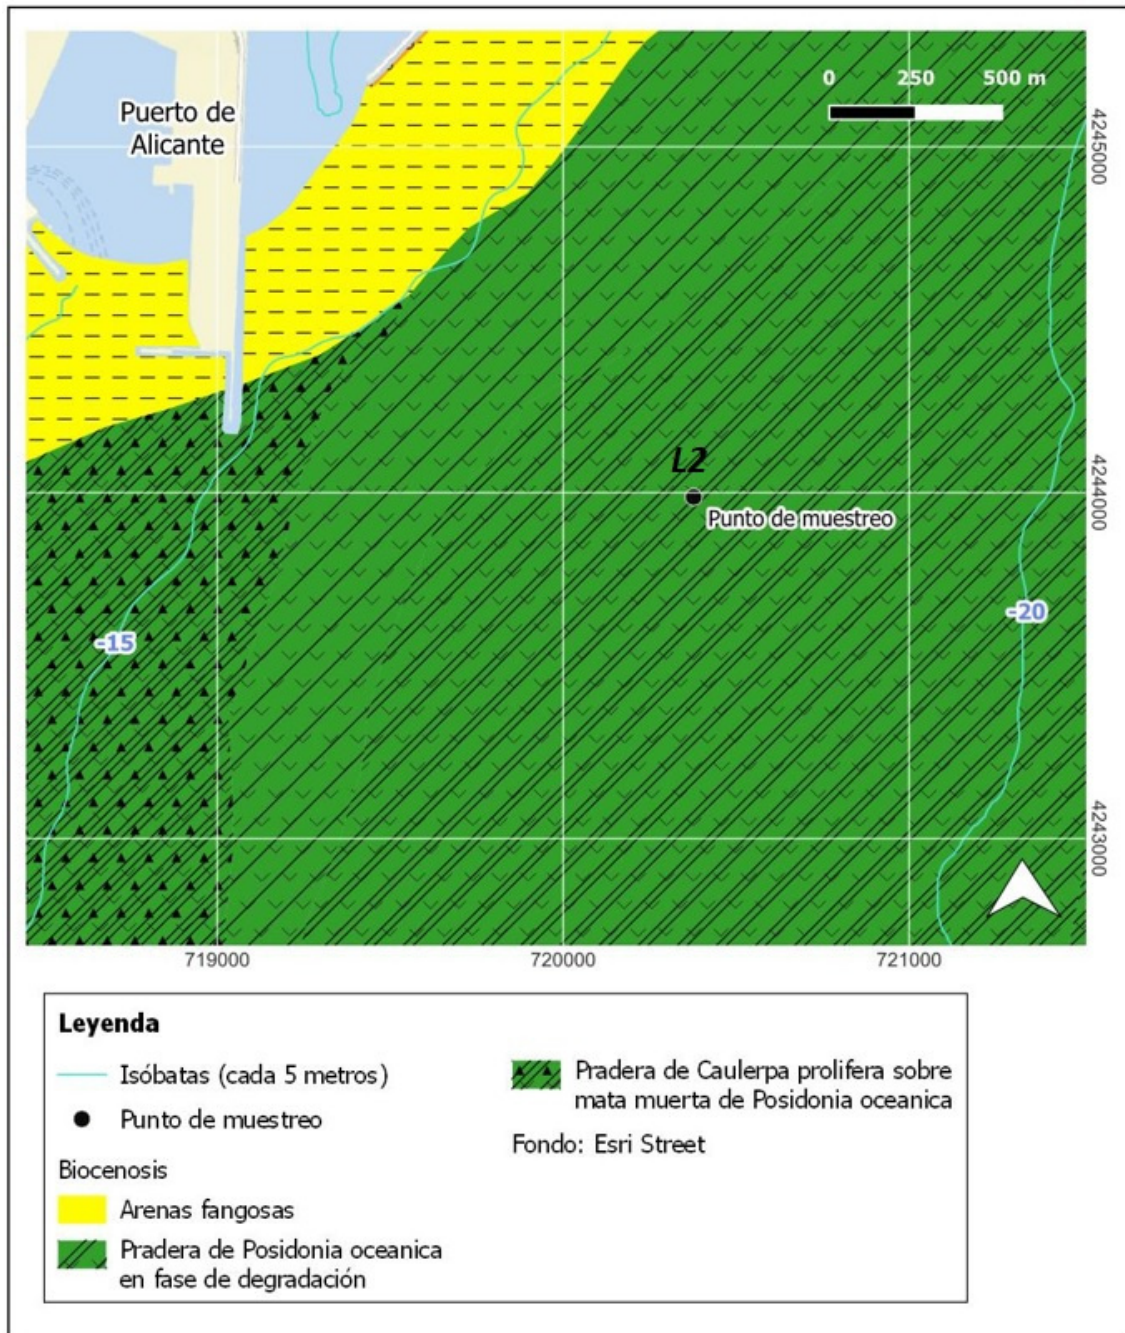 Puerto de
Alicante
0 250 500 m
4245000
L2
4244000
Punto de muestreo
-20
-15
4243000
719000 720000 721000
Leyenda
Isóbatas (cada 5 metros)
Punto de muestreo
Biocenosis
Arenas fangosas
Pradera de Posidonia oceanica
en fase de degradación
Pradera de Caulerpa prolifera sobre
mata muerta de Posidonia oceanica
Fondo: Esri Street